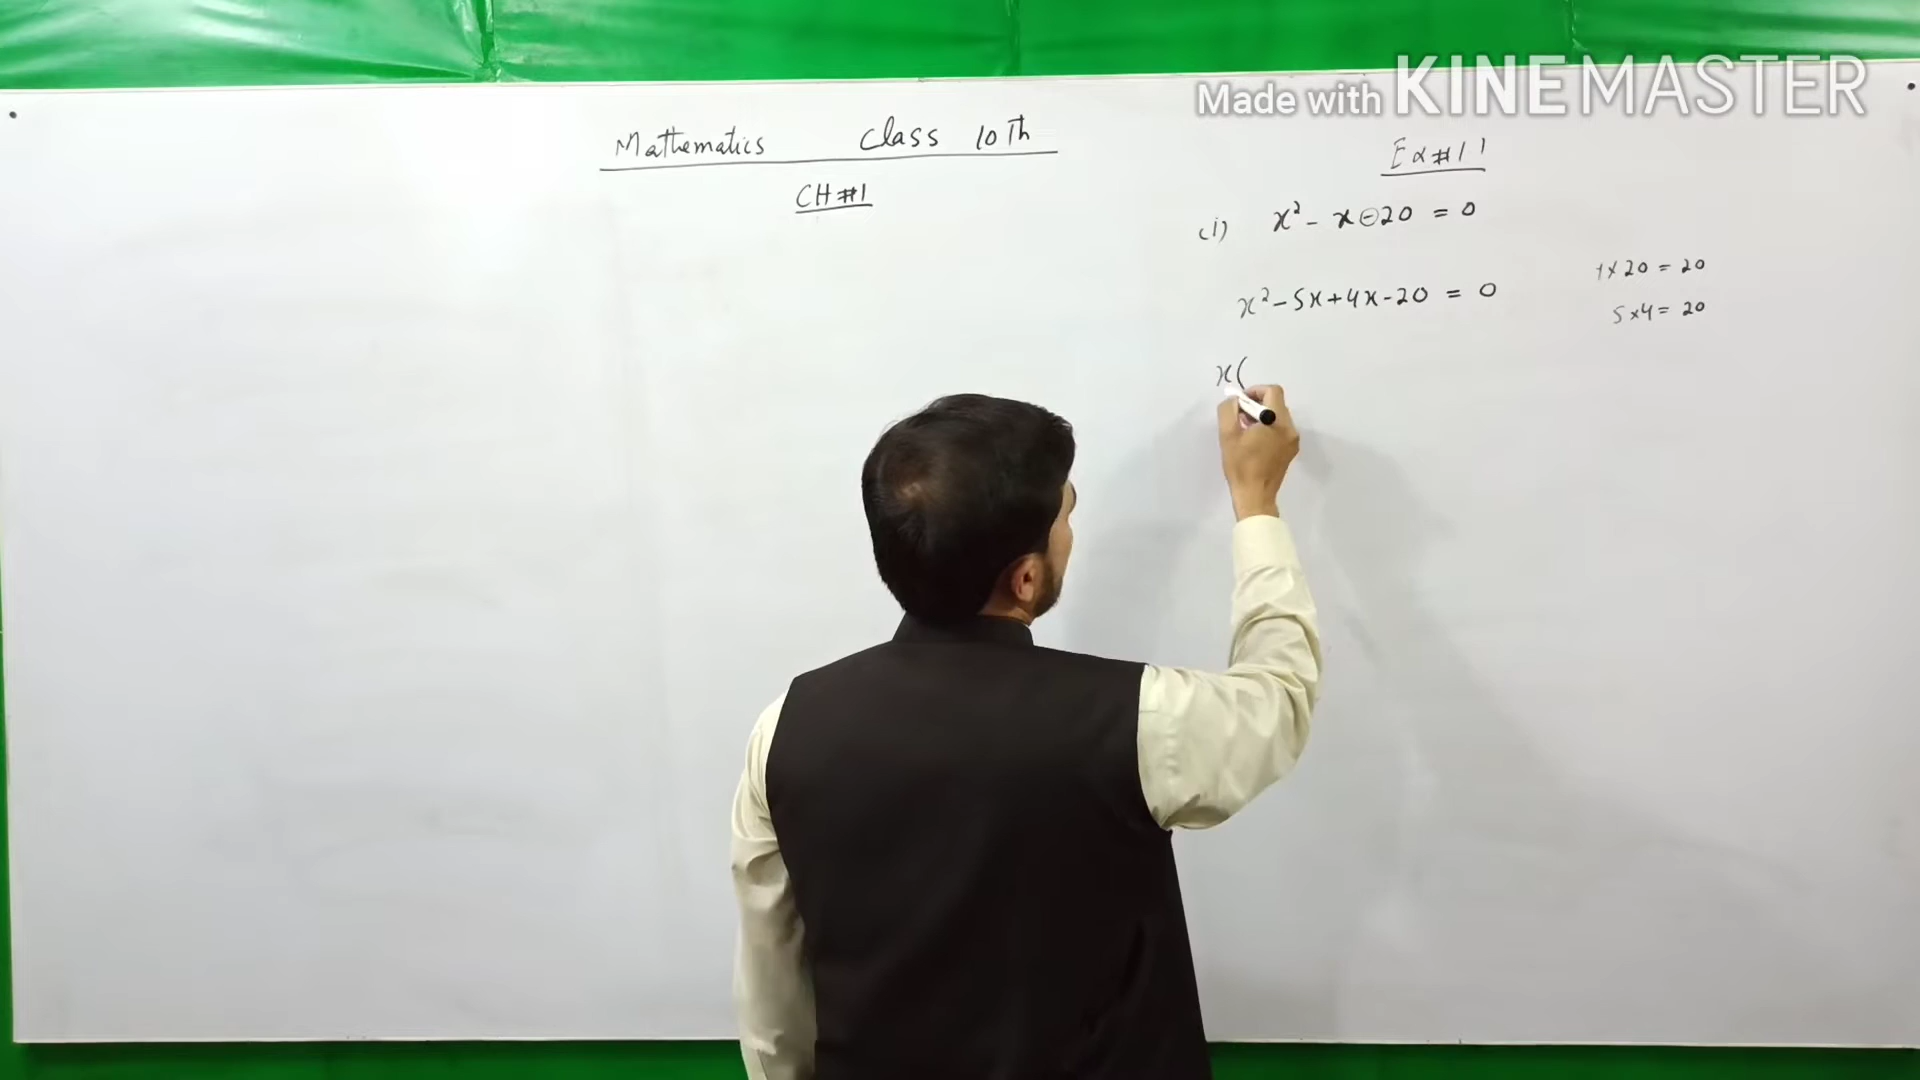 Made with KINEMASTER
Mathematics Class 10Th
CH#1
Ex#1.1
(i) x² - x - 20 = 0
1x20 = 20
x² - 5x + 4x - 20 = 0
5x4 = 20
x(